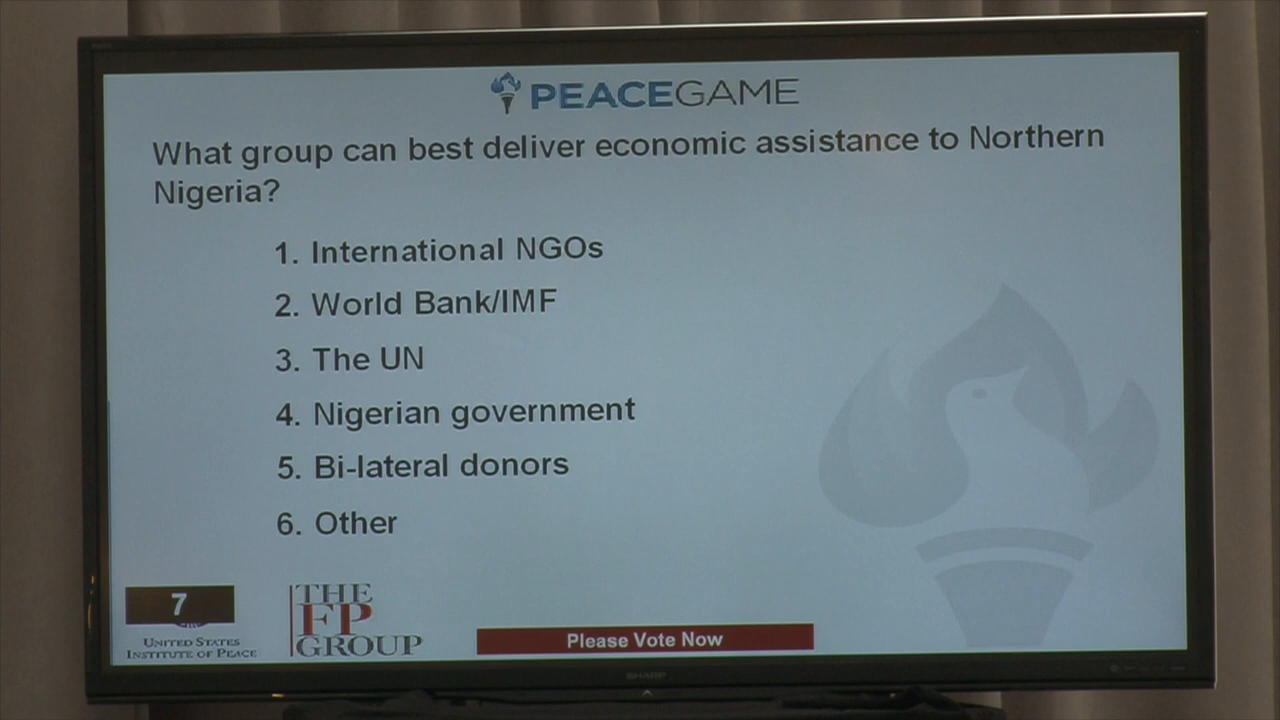 PEACEGAME
What group can best deliver economic assistance to Northern
Nigeria?
1. International NGOs
2. World Bank/IMF
3. The UN
4. Nigerian government
5. Bi-lateral donors
6. Other
7
UNITED STATES
INSTITUTE OF PEACE
THE
FP
GROUP
Please Vote Now
SHARP